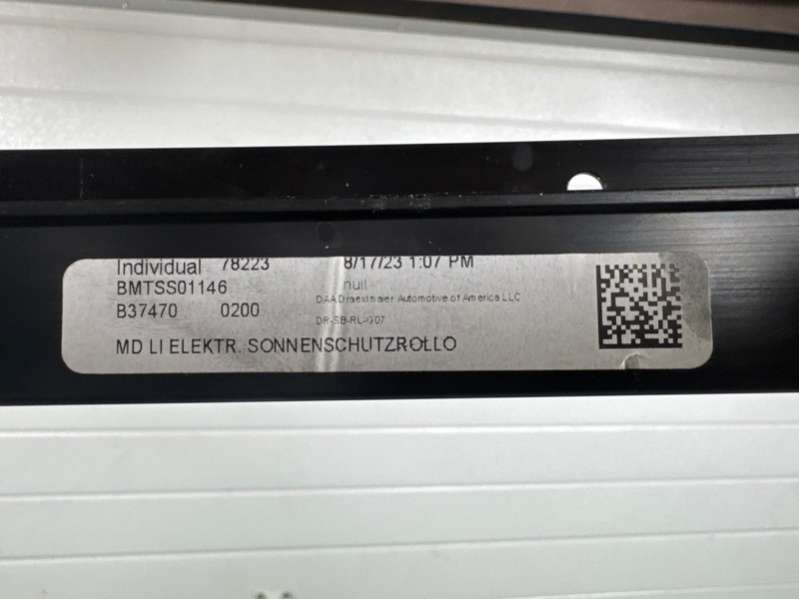 Individual 78223 8/17/23 1:07 PM
BMTSS01146 null
DAA Draexlmaier Automotive of America LLC
B37470 0200
DR-SB-RL-G07
MD LI ELEKTR. SONNENSCHUTZROLLO